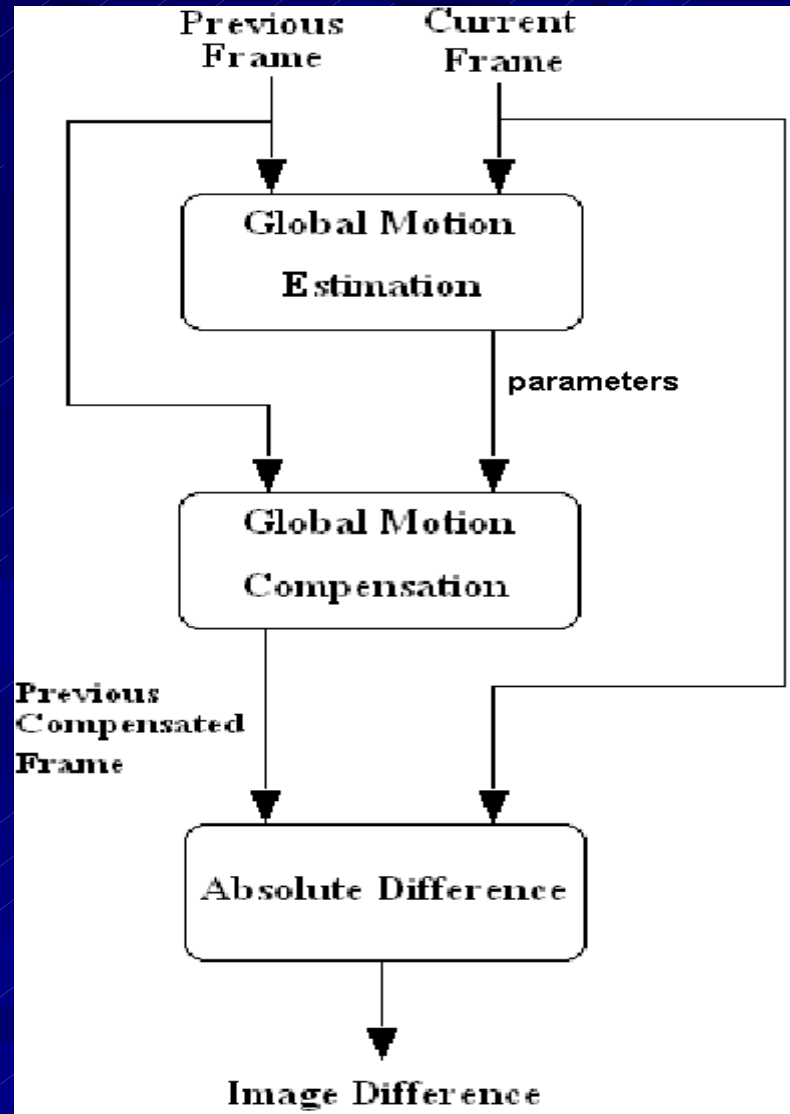 Previous
Frame
Current
Frame
Global Motion
Estimation
parameters
Global Motion
Compensation
Previous
Compensated
Frame
Absolute Difference
Image Difference